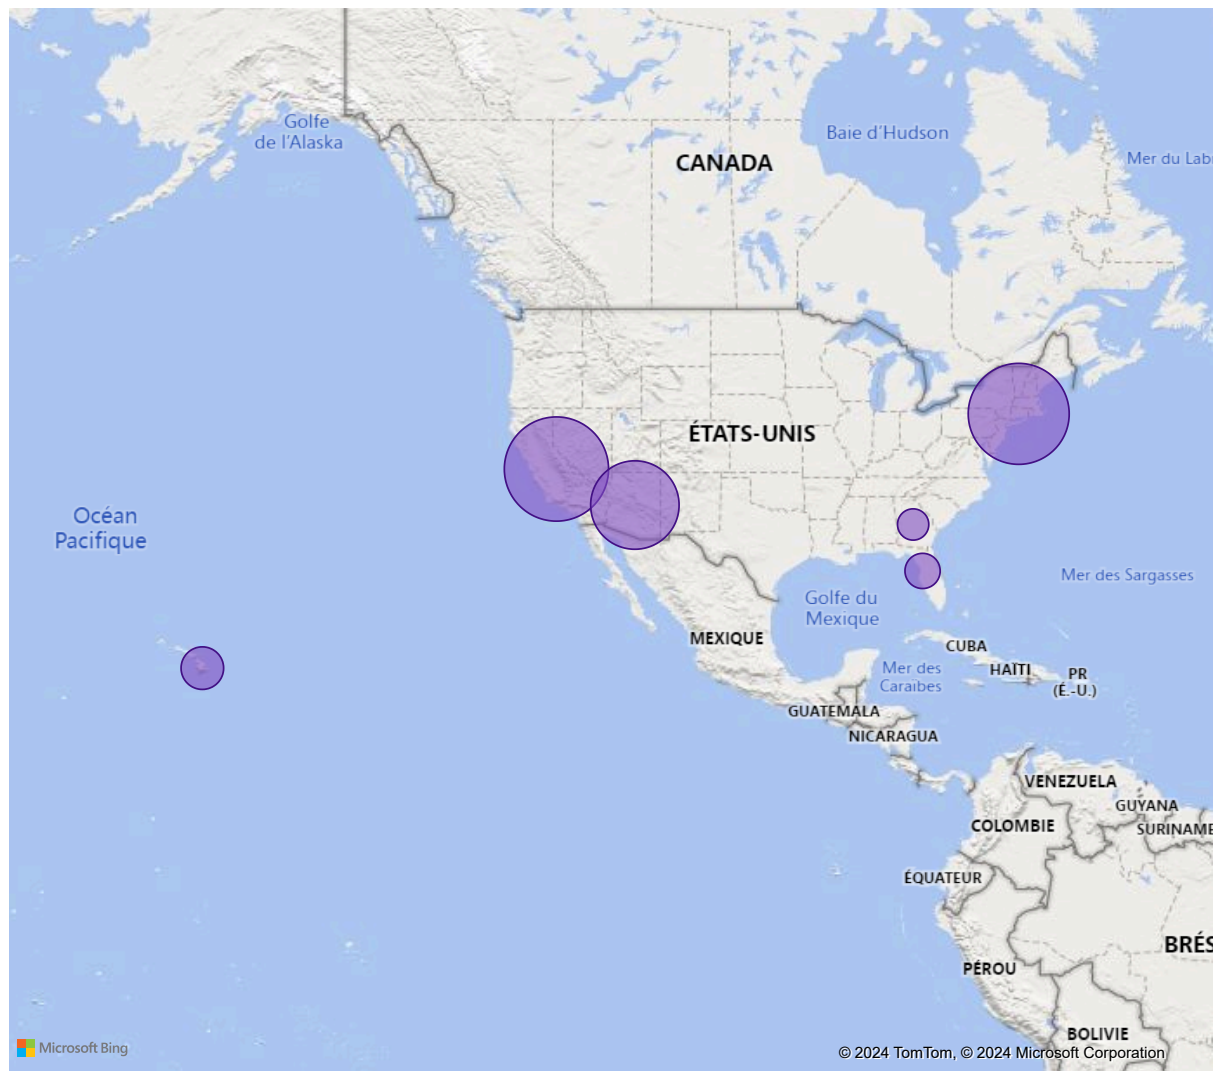 Golfe
de l'Alaska
Baie d'Hudson
CANADA
Mer du Lab
ÉTATS-UNIS
Océan
Pacifique
Mer des Sargasses
Golfe du
Mexique
MEXIQUE
CUBA
HAÏTI
PR
(É.-U.)
Mer des
Caraïbes
GUATEMALA
NICARAGUA
VENEZUELA
GUYANA
SURINAME
COLOMBIE
ÉQUATEUR
BRÉS
PÉROU
BOLIVIE
Microsoft Bing
© 2024 TomTom, © 2024 Microsoft Corporation